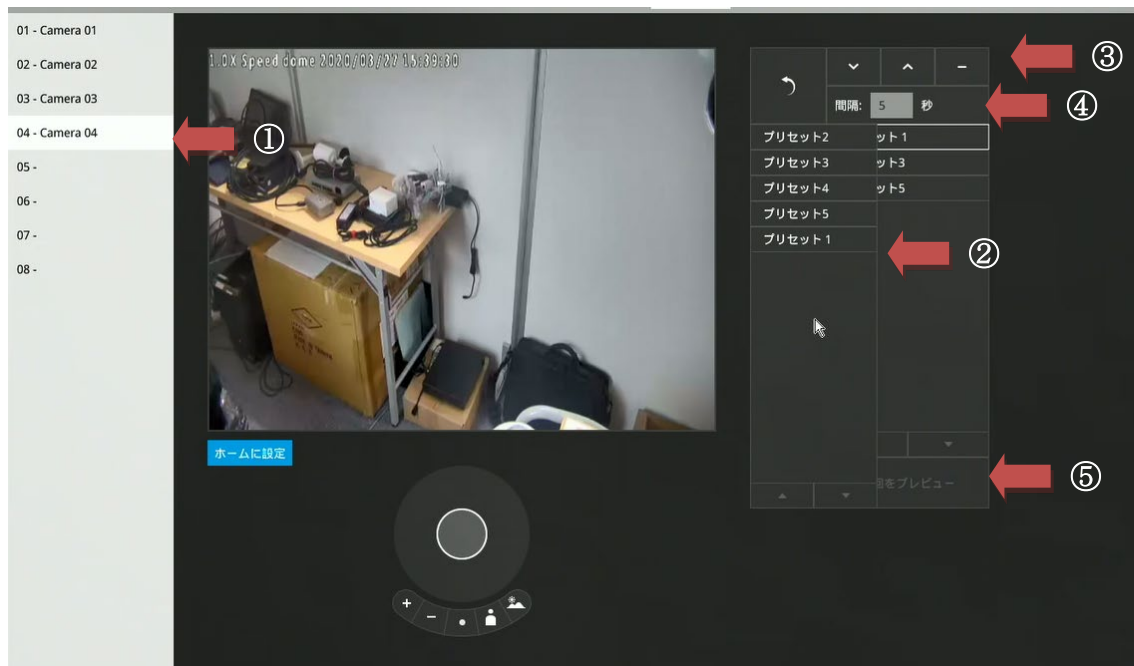 01 - Camera 01
02 - Camera 02
03 - Camera 03
04 - Camera 04
05 -
06 -
07 -
08 -
①
1.0X Speed dome 2020/03/27 15:39:30
ホームに設定
③
間隔: 5 秒
④
プリセット2 ット 1
プリセット3 ット3
プリセット4 ット5
プリセット5
プリセット 1
②
をプレビュー
⑤